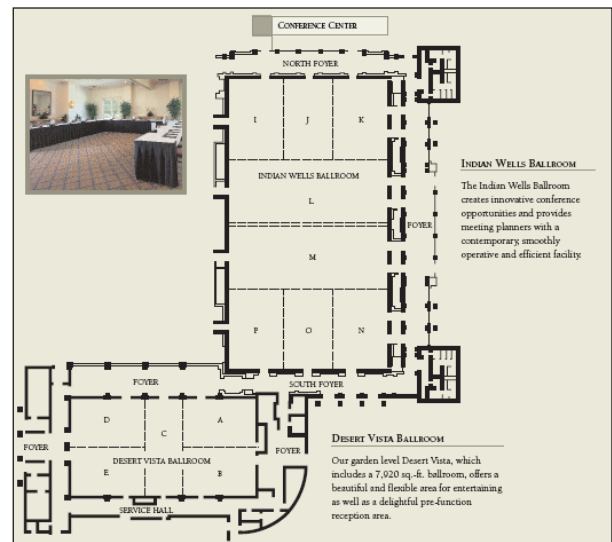 CONFERENCE CENTER
NORTH FOYER
I
J
K
INDIAN WELLS BALLROOM
L
FOYER
M
P
O
N
SOUTH FOYER
INDIAN WELLS BALLROOM
The Indian Wells Ballroom
creates innovative conference
opportunities and provides
meeting planners with a
contemporary, smoothly
operative and efficient facility.
FOYER
D
C
A
FOYER
DESERT VISTA BALLROOM
E
B
FOYER
SERVICE HALL
DESERT VISTA BALLROOM
Our garden level Desert Vista, which
includes a 7,920 sq.-ft. ballroom, offers a
beautiful and flexible area for entertaining
as well as a delightful pre-function
reception area.